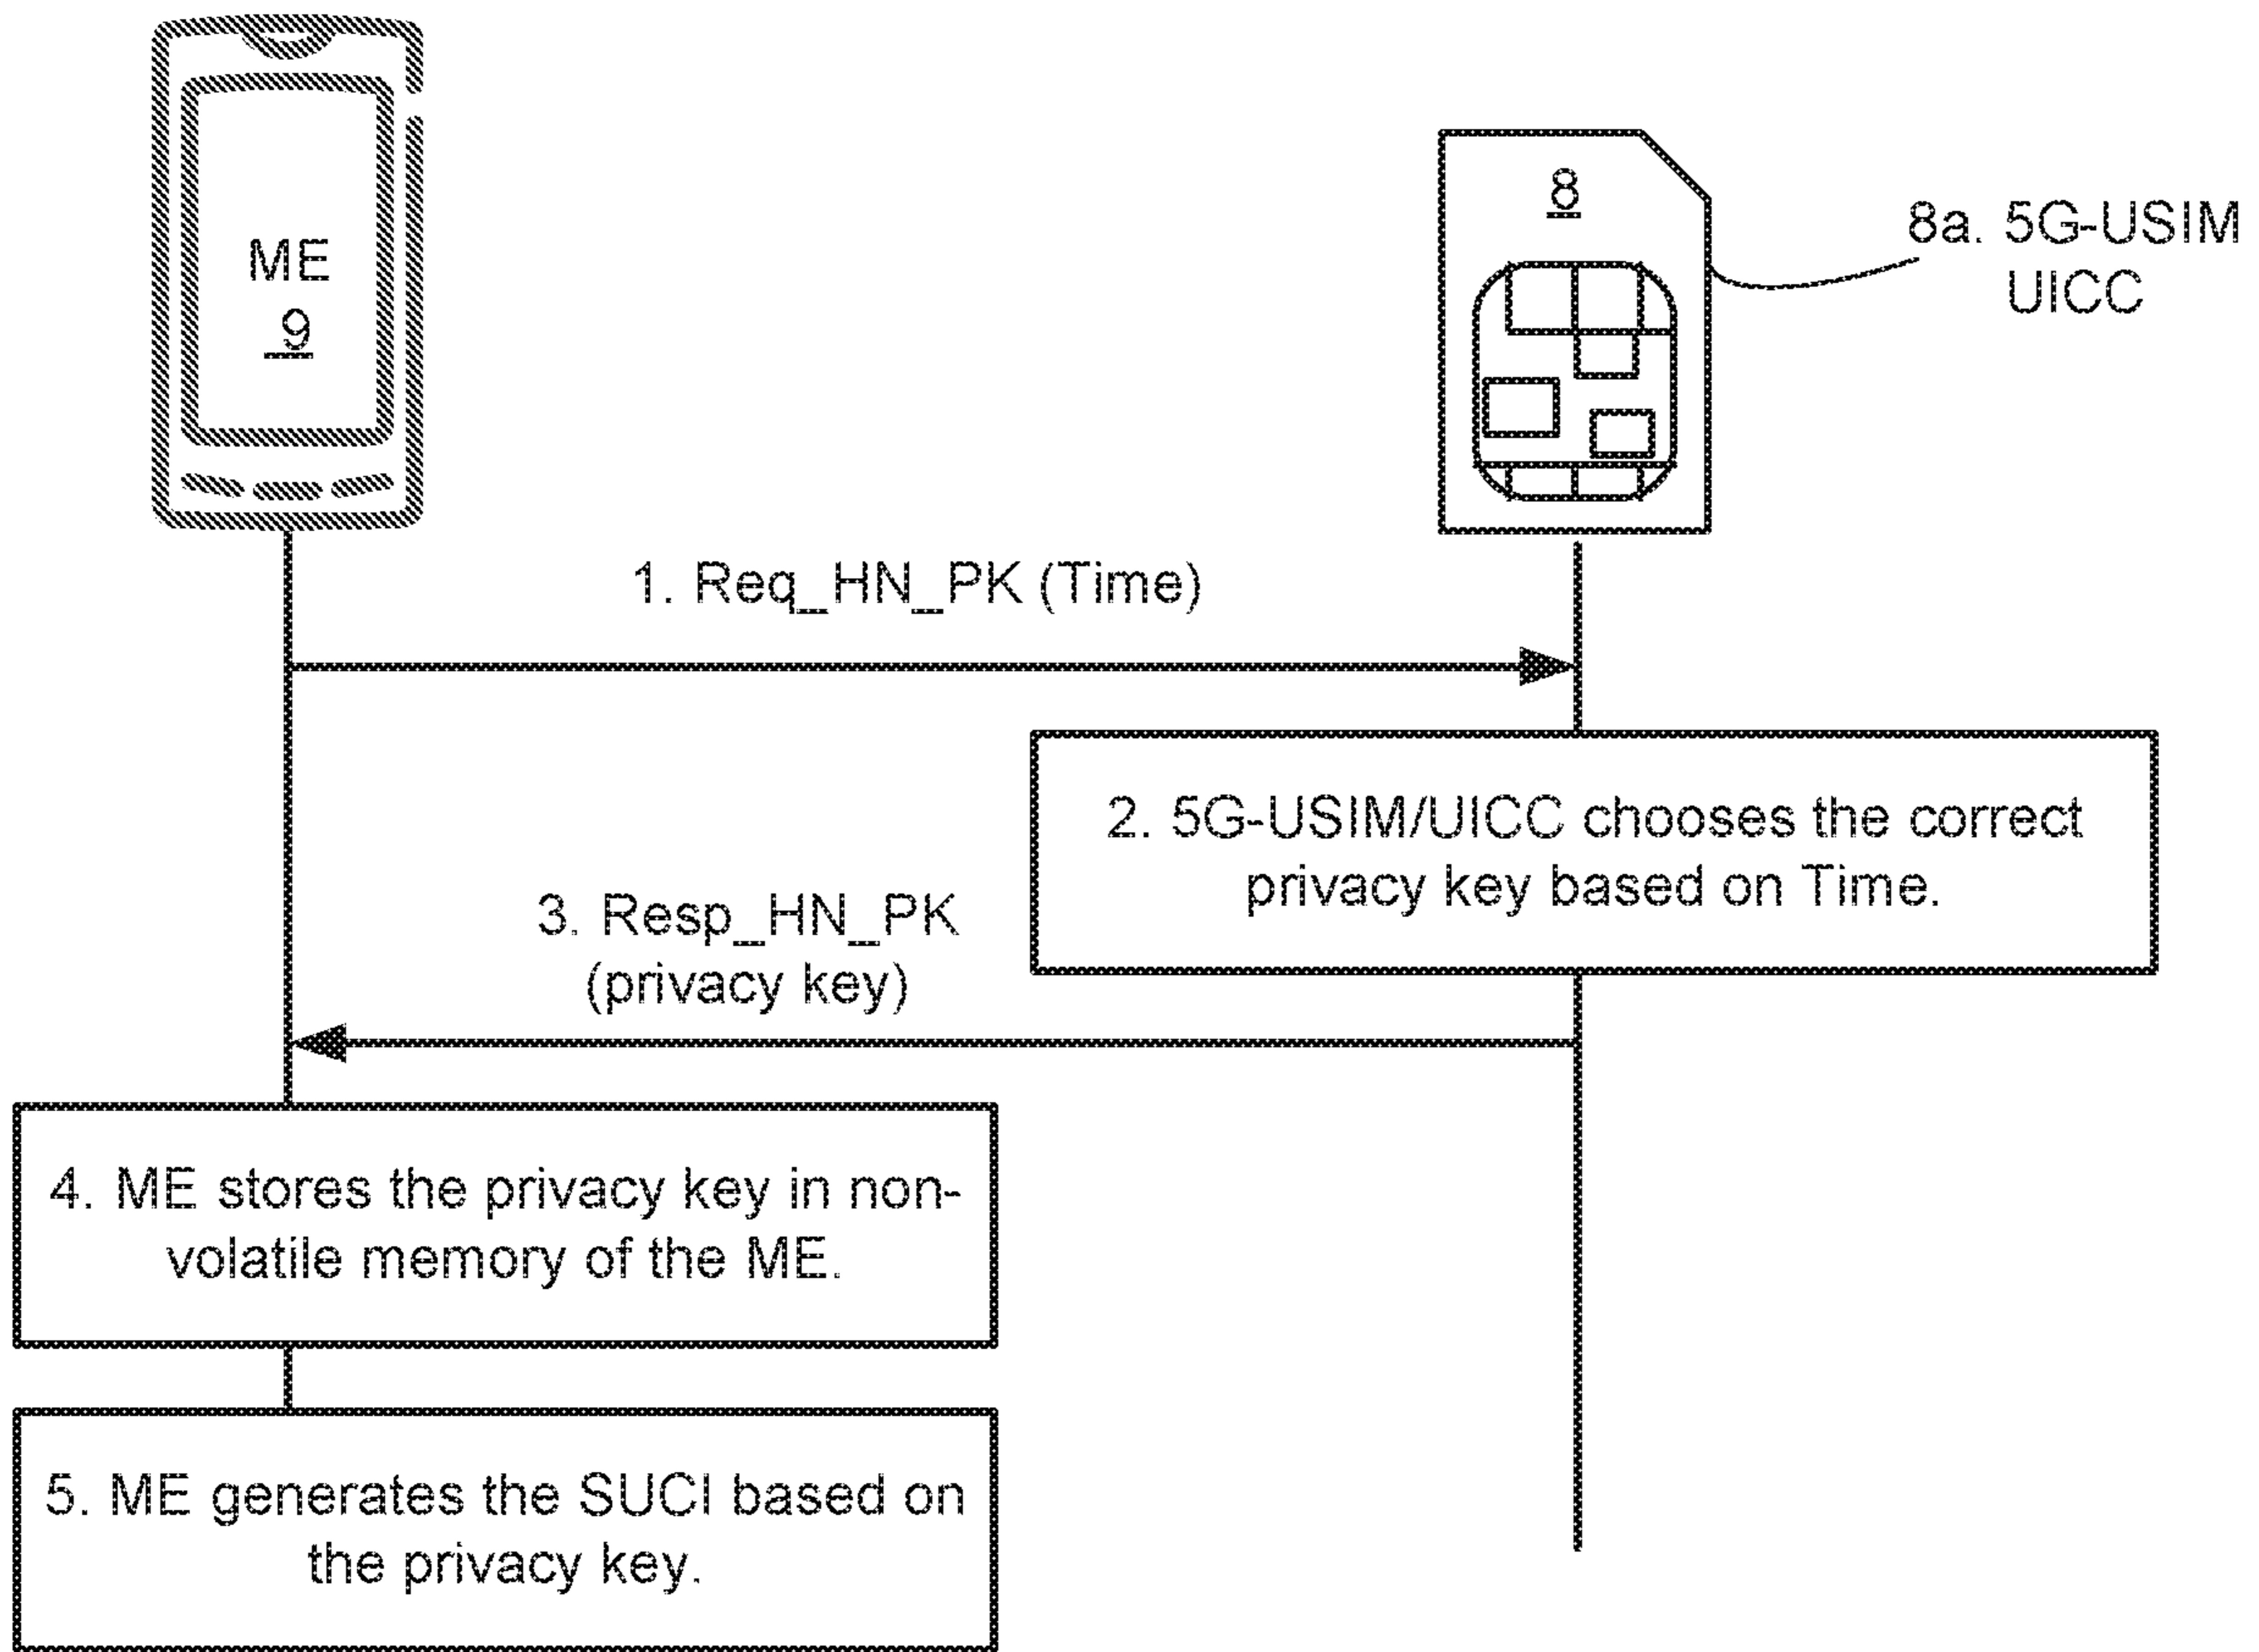 ME
9
8
8a. 5G-USIM
UICC
1. Req_HN_PK (Time)
2. 5G-USIM/UICC chooses the correct
privacy key based on Time.
3. Resp_HN_PK
(privacy key)
4. ME stores the privacy key in non-
volatile memory of the ME.
5. ME generates the SUCI based on
the privacy key.